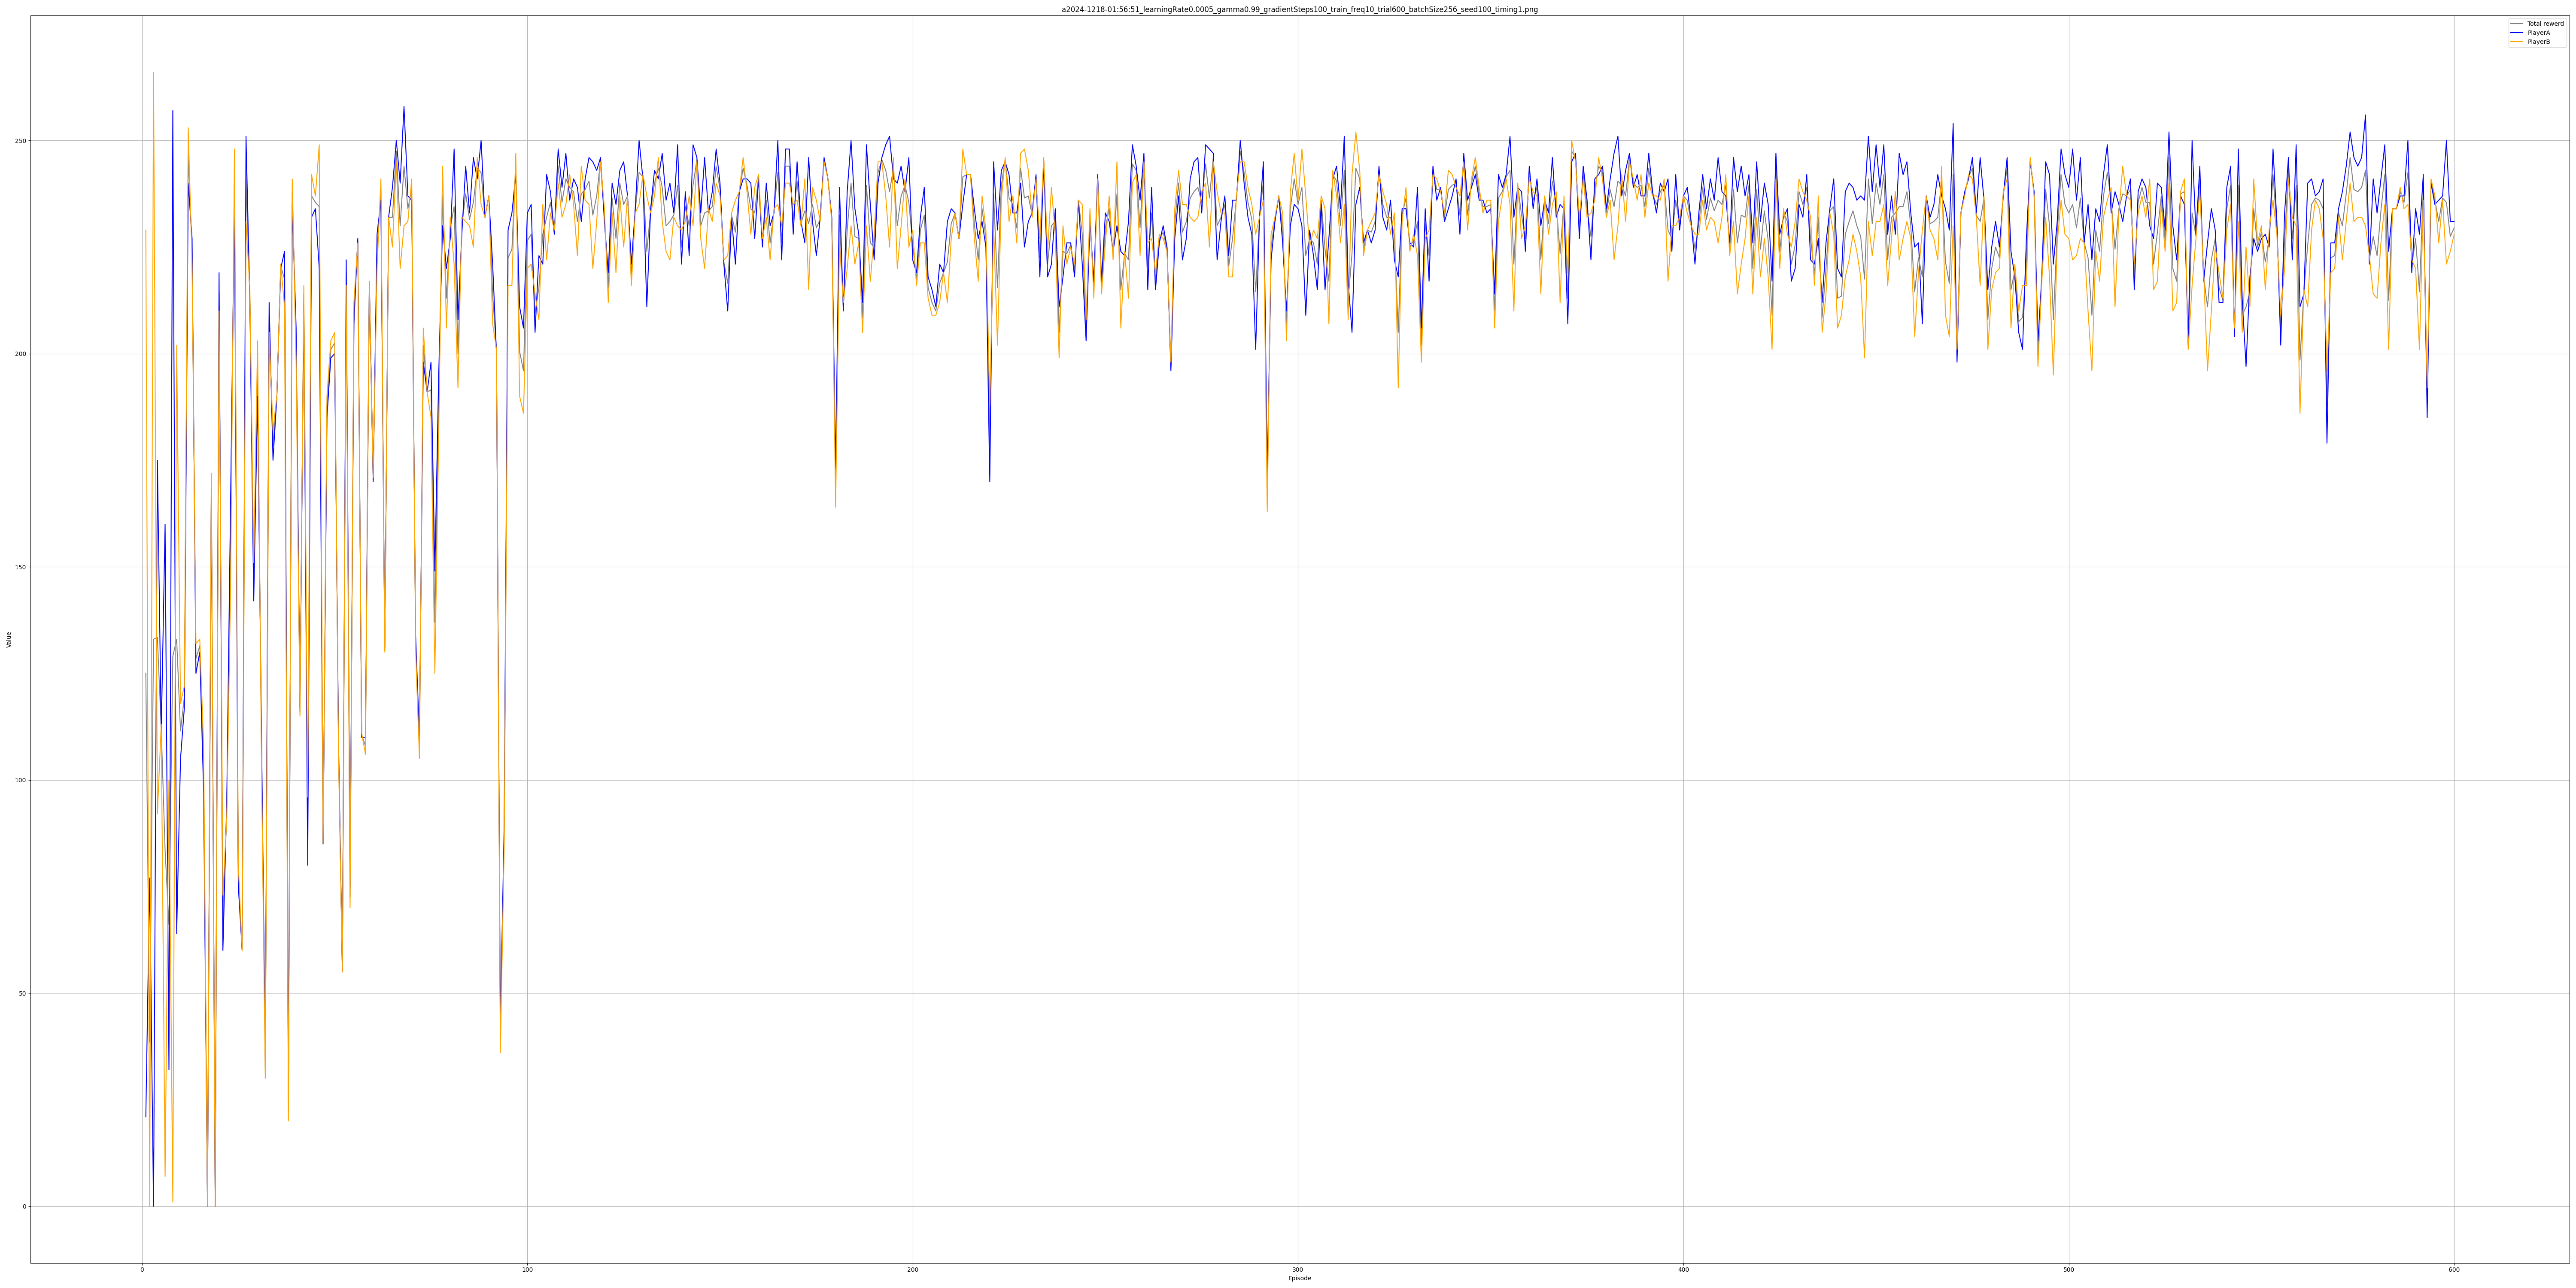 a2024-1218-01:56:51_learningRate0.0005_gamma0.99_gradientSteps100_train_freq10_trial600_batchSize256_seed100_timing1.png
Total rewerd
PlayerA
PlayerB
250
200
150
100
50
0
Value
0 100 200 300 400 500 600
Episode